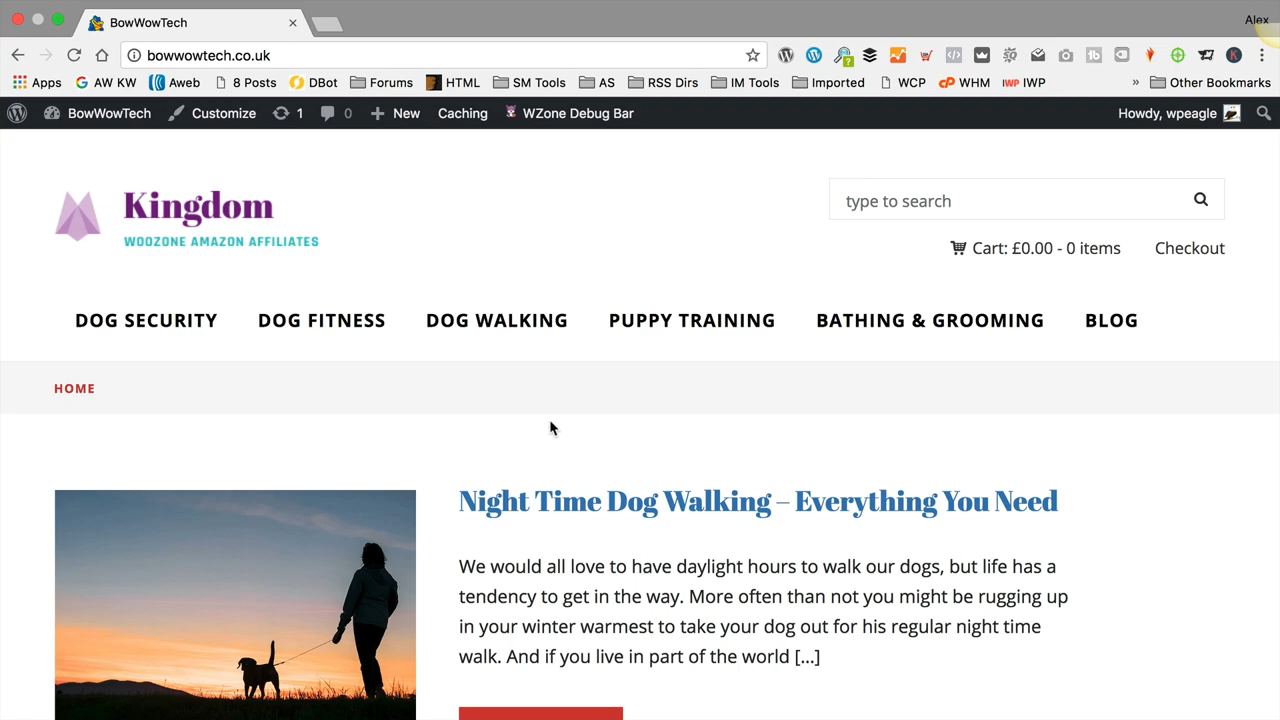 BowWowTech
Alex
bowwowtech.co.uk
Apps
AW KW
Aweb
8 Posts
DBot
Forums
HTML
SM Tools
AS
RSS Dirs
IM Tools
Imported
WCP
WHM
IWP IWP
»
Other Bookmarks
BowWowTech
Customize
1
0
New
Caching
WZone Debug Bar
Howdy, wpeagle
Kingdom
WOOZONE AMAZON AFFILIATES
type to search
Cart: £0.00 - 0 items
Checkout
DOG SECURITY
DOG FITNESS
DOG WALKING
PUPPY TRAINING
BATHING & GROOMING
BLOG
HOME
Night Time Dog Walking – Everything You Need
We would all love to have daylight hours to walk our dogs, but life has a
tendency to get in the way. More often than not you might be rugging up
in your winter warmest to take your dog out for his regular night time
walk. And if you live in part of the world [...]